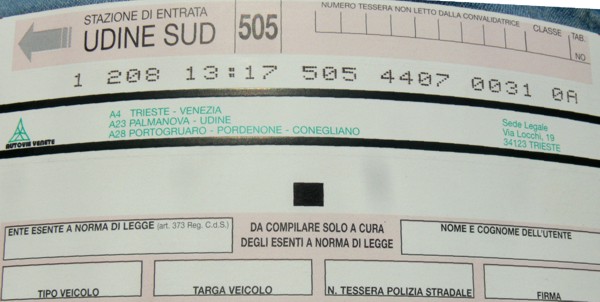 STAZIONE DI ENTRATA
UDINE SUD 505
NUMERO TESSERA NON LETTO DALLA CONVALIDATRICE CLASSE TAB.
NO
1 208 13:17 505 4407 0031 0A
A4 TRIESTE - VENEZIA
A23 PALMANOVA - UDINE
A28 PORTOGRUARO - PORDENONE - CONEGLIANO
AUTOVIE VENETE
Sede Legale
Via Locchi, 19
34123 TRIESTE
ENTE ESENTE A NORMA DI LEGGE (art. 373 Reg. C.d.S.)
DA COMPILARE SOLO A CURA
DEGLI ESENTI A NORMA DI LEGGE
NOME E COGNOME DELL'UTENTE
TIPO VEICOLO
TARGA VEICOLO
N. TESSERA POLIZIA STRADALE
FIRMA